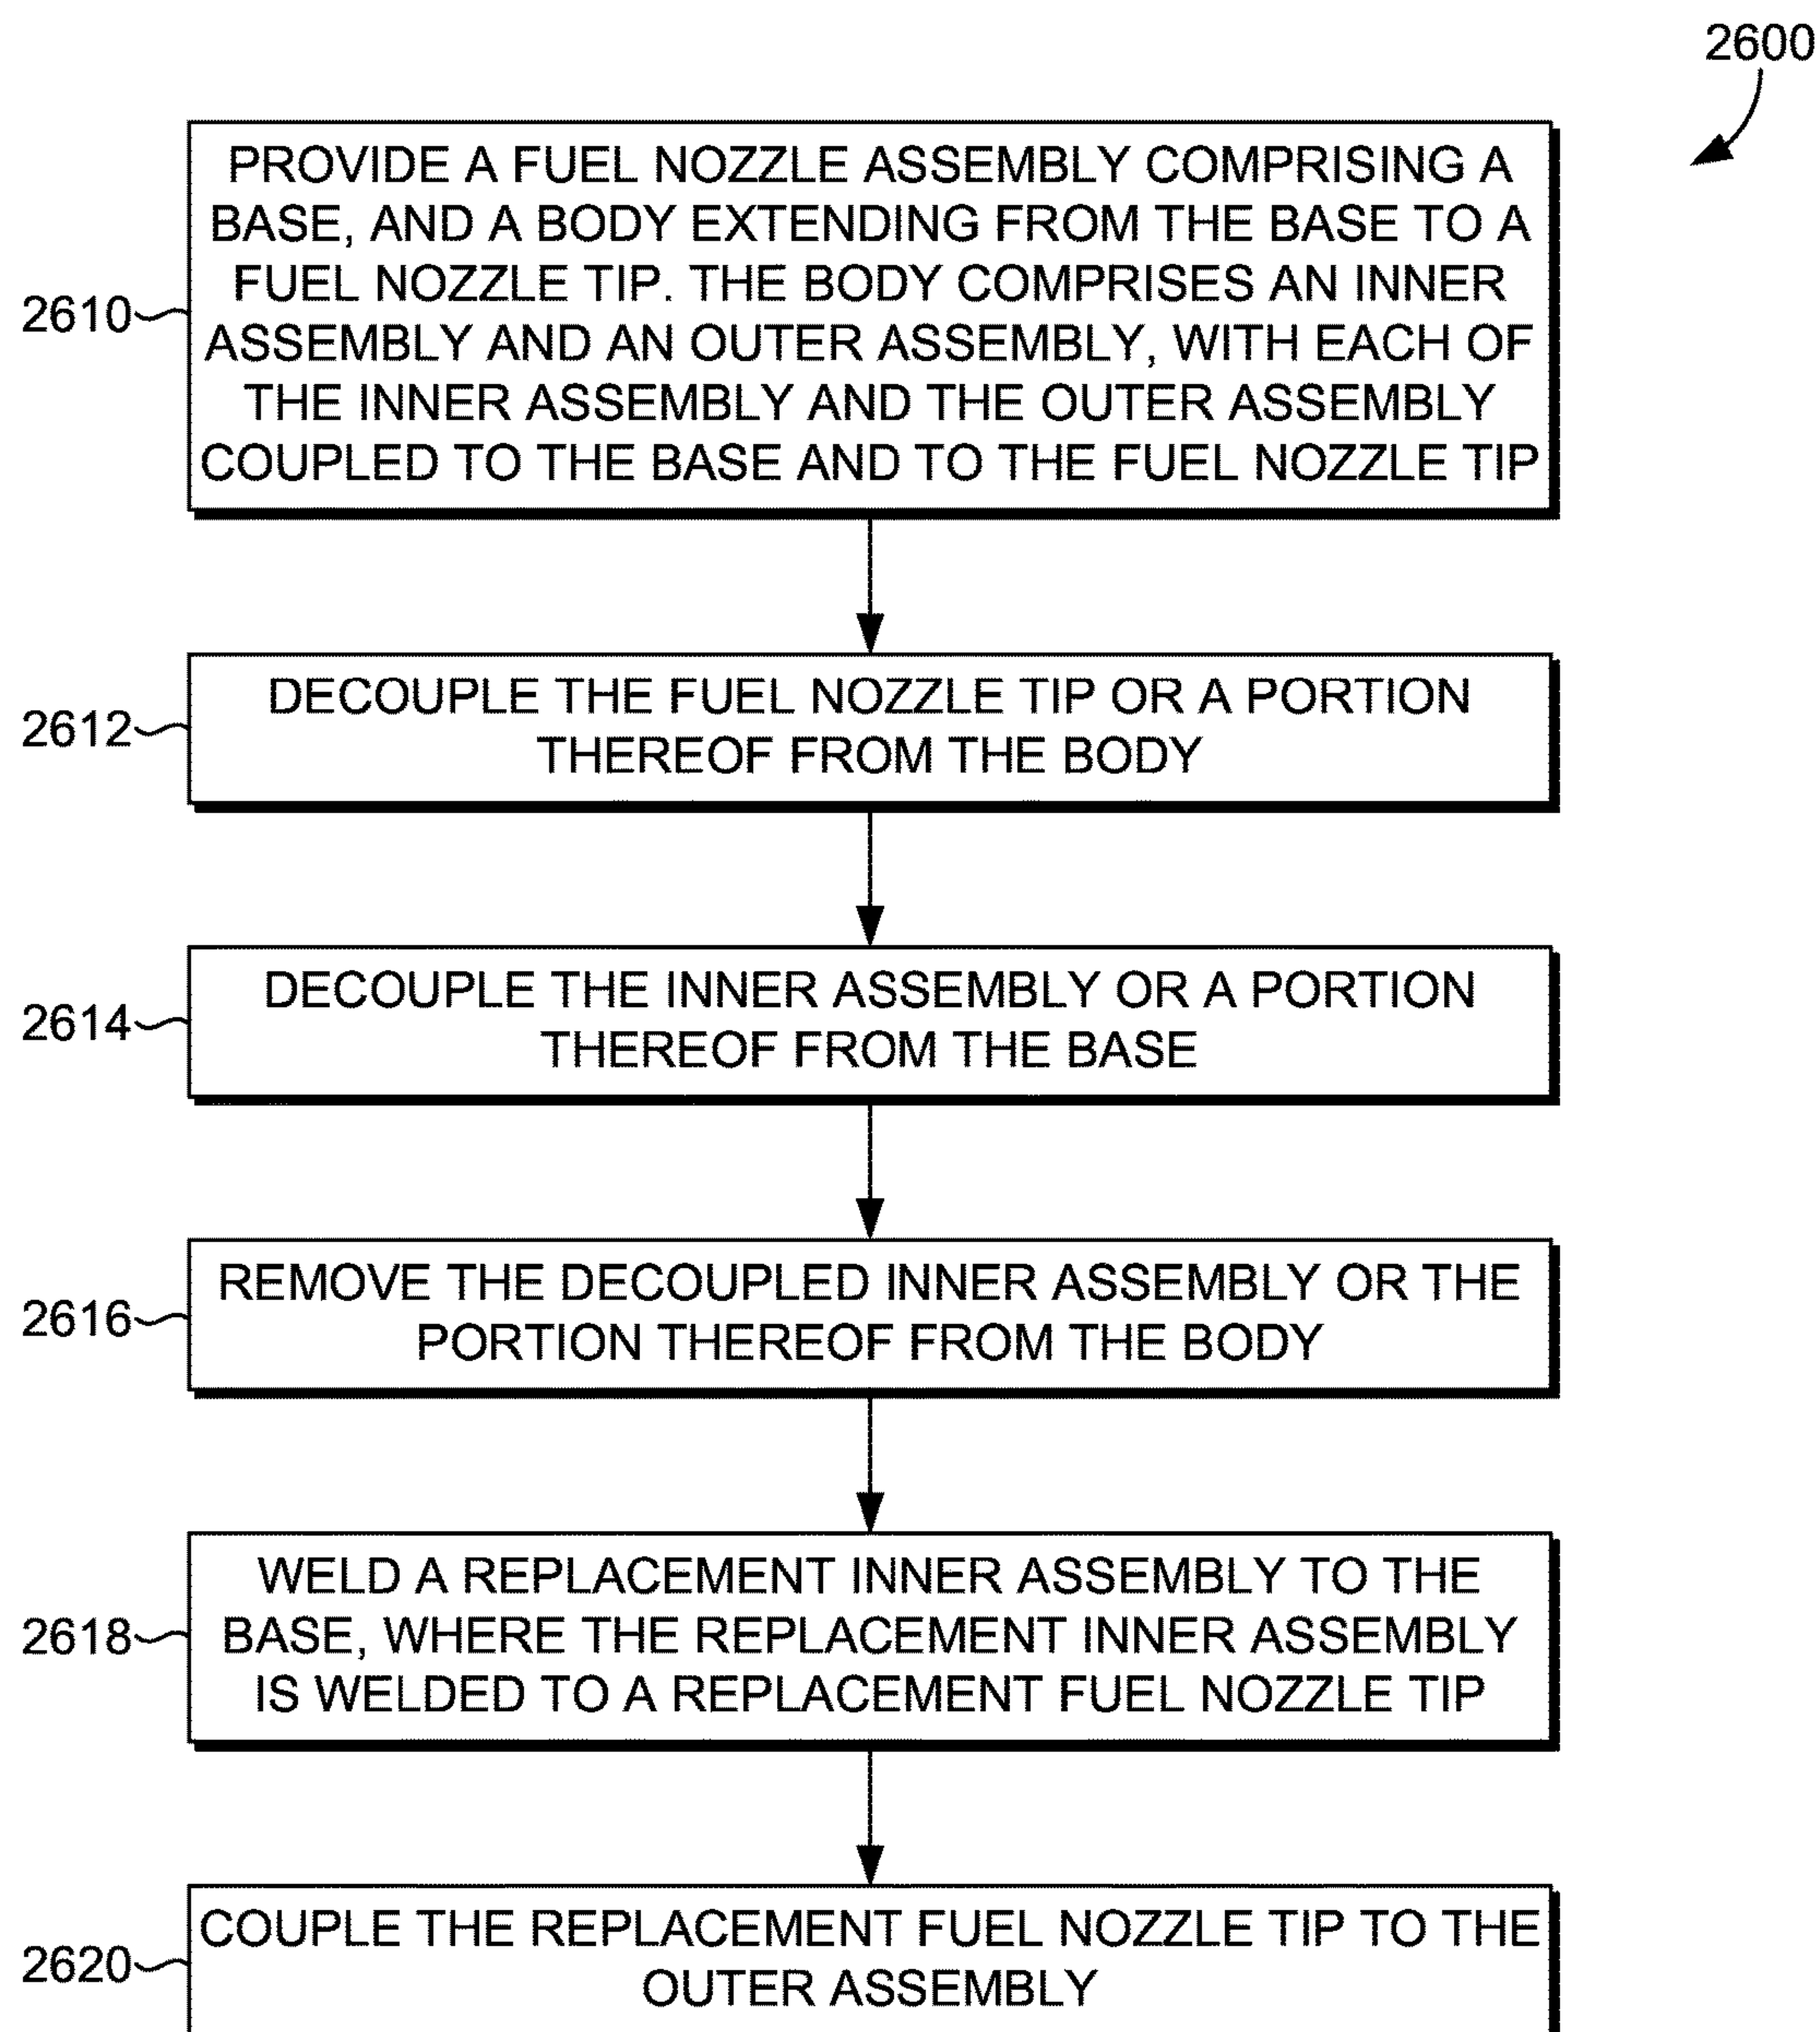 2600
PROVIDE A FUEL NOZZLE ASSEMBLY COMPRISING A
BASE, AND A BODY EXTENDING FROM THE BASE TO A
FUEL NOZZLE TIP. THE BODY COMPRISES AN INNER
ASSEMBLY AND AN OUTER ASSEMBLY, WITH EACH OF
THE INNER ASSEMBLY AND THE OUTER ASSEMBLY
COUPLED TO THE BASE AND TO THE FUEL NOZZLE TIP
2610
DECOUPLE THE FUEL NOZZLE TIP OR A PORTION
THEREOF FROM THE BODY
2612
DECOUPLE THE INNER ASSEMBLY OR A PORTION
THEREOF FROM THE BASE
2614
REMOVE THE DECOUPLED INNER ASSEMBLY OR THE
PORTION THEREOF FROM THE BODY
2616
WELD A REPLACEMENT INNER ASSEMBLY TO THE
BASE, WHERE THE REPLACEMENT INNER ASSEMBLY
IS WELDED TO A REPLACEMENT FUEL NOZZLE TIP
2618
COUPLE THE REPLACEMENT FUEL NOZZLE TIP TO THE
OUTER ASSEMBLY
2620